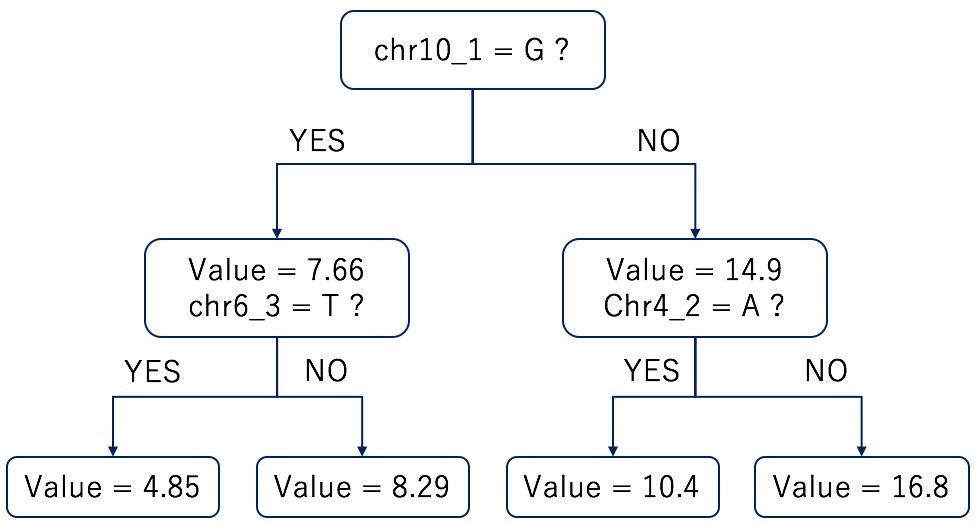 chr10_1 = G ?
YES
NO
Value = 7.66
chr6_3 = T ?
Value = 14.9
Chr4_2 = A ?
YES
NO
YES
NO
Value = 4.85
Value = 8.29
Value = 10.4
Value = 16.8